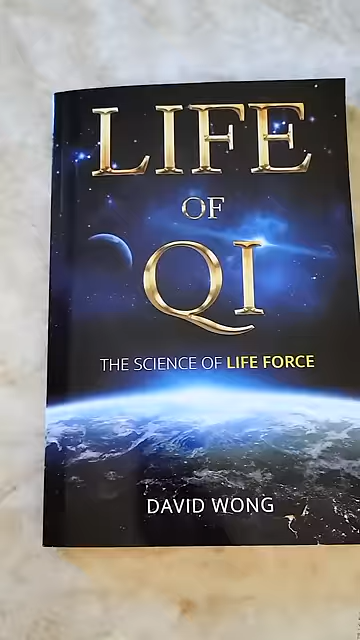 LIFE
OF
QI
THE SCIENCE OF LIFE FORCE
DAVID WONG